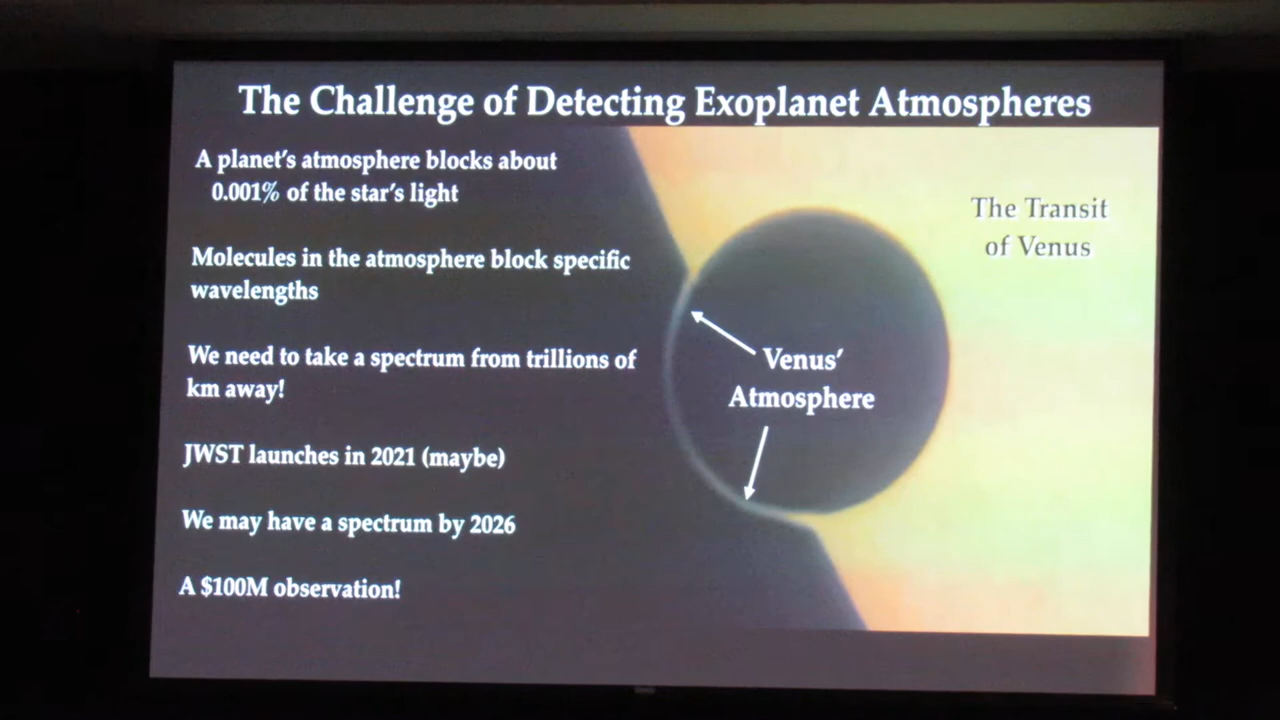 The Challenge of Detecting Exoplanet Atmospheres
A planet's atmosphere blocks about
0.001% of the star's light
Molecules in the atmosphere block specific
wavelengths
We need to take a spectrum from trillions of
km away!
JWST launches in 2021 (maybe)
We may have a spectrum by 2026
A $100M observation!
The Transit
of Venus
Venus'
Atmosphere